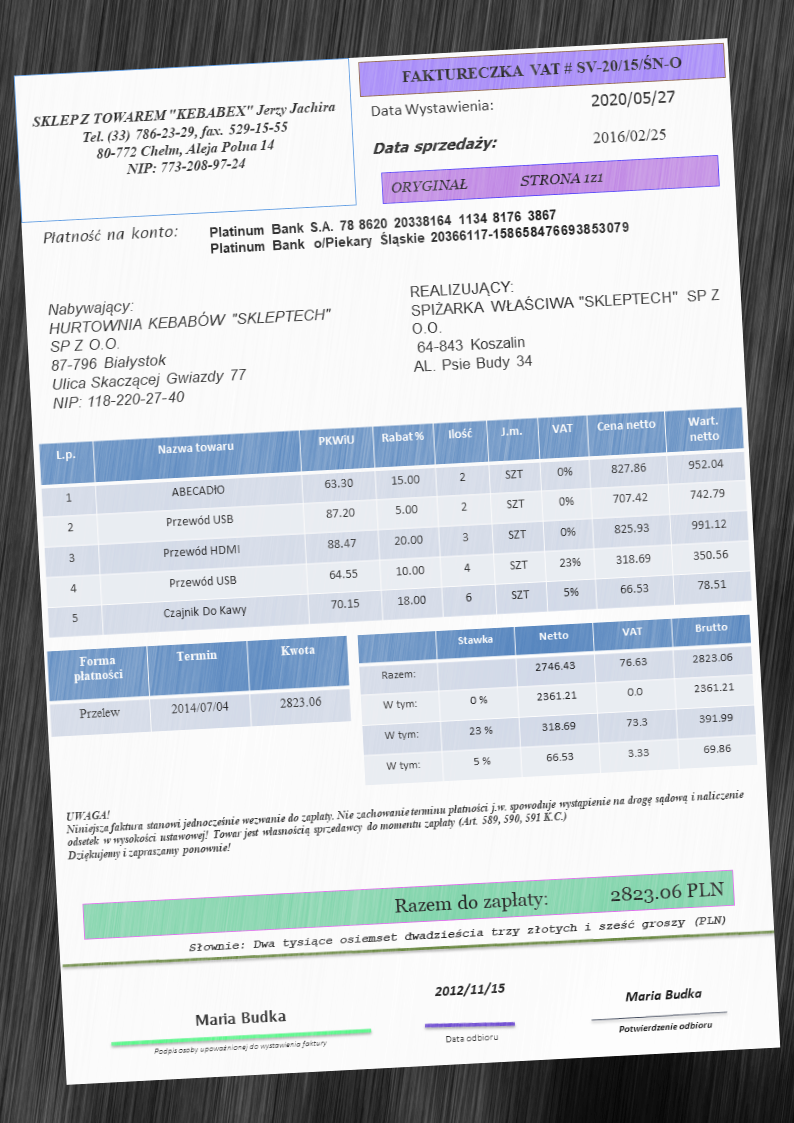 SKLEP Z TOWAREM "KEBABEX" Jerzy Jachira
Tel. (33) 786-23-29, fax. 529-15-55
80-772 Chełm, Aleja Polna 14
NIP: 773-208-97-24
FAKTURECZKA VAT # SV-20/15/ŚN-O
Data Wystawienia: 2020/05/27
Data sprzedaży: 2016/02/25
ORYGINAŁ STRONA 1z1
Płatność na konto:
Platinum Bank S.A. 78 8620 20338164 1134 8176 3867
Platinum Bank o/Piekary Śląskie 20366117-158658476693853079
Nabywający:
HURTOWNIA KEBABÓW "SKLEPTECH"
SP Z O.O.
87-796 Białystok
Ulica Skaczącej Gwiazdy 77
NIP: 118-220-27-40
REALIZUJĄCY:
SPIŻARKA WŁAŚCIWA "SKLEPTECH" SP Z
O.O.
64-843 Koszalin
AL. Psie Budy 34
L.p. Nazwa towaru PKWiU Rabat % Ilość J.m. VAT Cena netto Wart. netto
1 ABECADłO 63.30 15.00 2 SZT 0% 827.86 952.04
2 Przewód USB 87.20 5.00 2 SZT 0% 707.42 742.79
3 Przewód HDMI 88.47 20.00 3 SZT 0% 825.93 991.12
4 Przewód USB 64.55 10.00 4 SZT 23% 318.69 350.56
5 Czajnik Do Kawy 70.15 18.00 6 SZT 5% 66.53 78.51
Forma płatności Termin Kwota
Przelew 2014/07/04 2823.06
Stawka Netto VAT Brutto
Razem: 2746.43 76.63 2823.06
W tym: 0 % 2361.21 0.0 2361.21
W tym: 23 % 318.69 73.3 391.99
W tym: 5 % 66.53 3.33 69.86
UWAGA!
Niniejsza faktura stanowi jednocześnie wezwanie do zapłaty. Nie zachowanie terminu płatności j.w. spowoduje wystąpienie na drogę sądową i naliczenie
odsetek w wysokości ustawowej! Towar jest własnością sprzedawcy do momentu zapłaty (Art. 589, 590, 591 K.C.)
Dziękujemy i zapraszamy ponownie!
Razem do zapłaty: 2823.06 PLN
Słownie: Dwa tysiące osiemset dwadzieścia trzy złotych i sześć groszy (PLN)
Maria Budka
Podpis osoby upoważnionej do wystawienia faktury
2012/11/15
Data odbioru
Maria Budka
Potwierdzenie odbioru